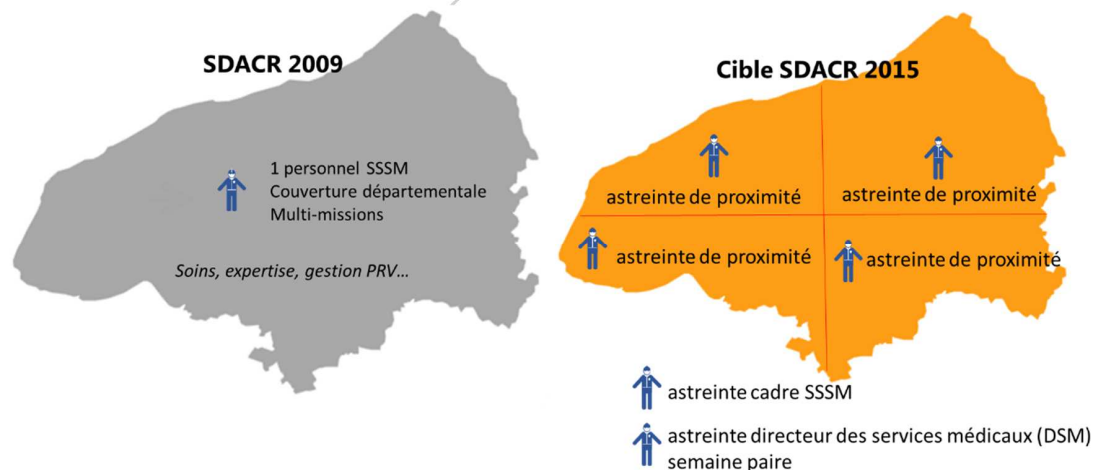 SDACR 2009
1 personnel SSSM
Couverture départementale
Multi-missions
Soins, expertise, gestion PRV...
Cible SDACR 2015
astreinte de proximité
astreinte de proximité
astreinte de proximité
astreinte de proximité
astreinte cadre SSSM
astreinte directeur des services médicaux (DSM)
semaine paire